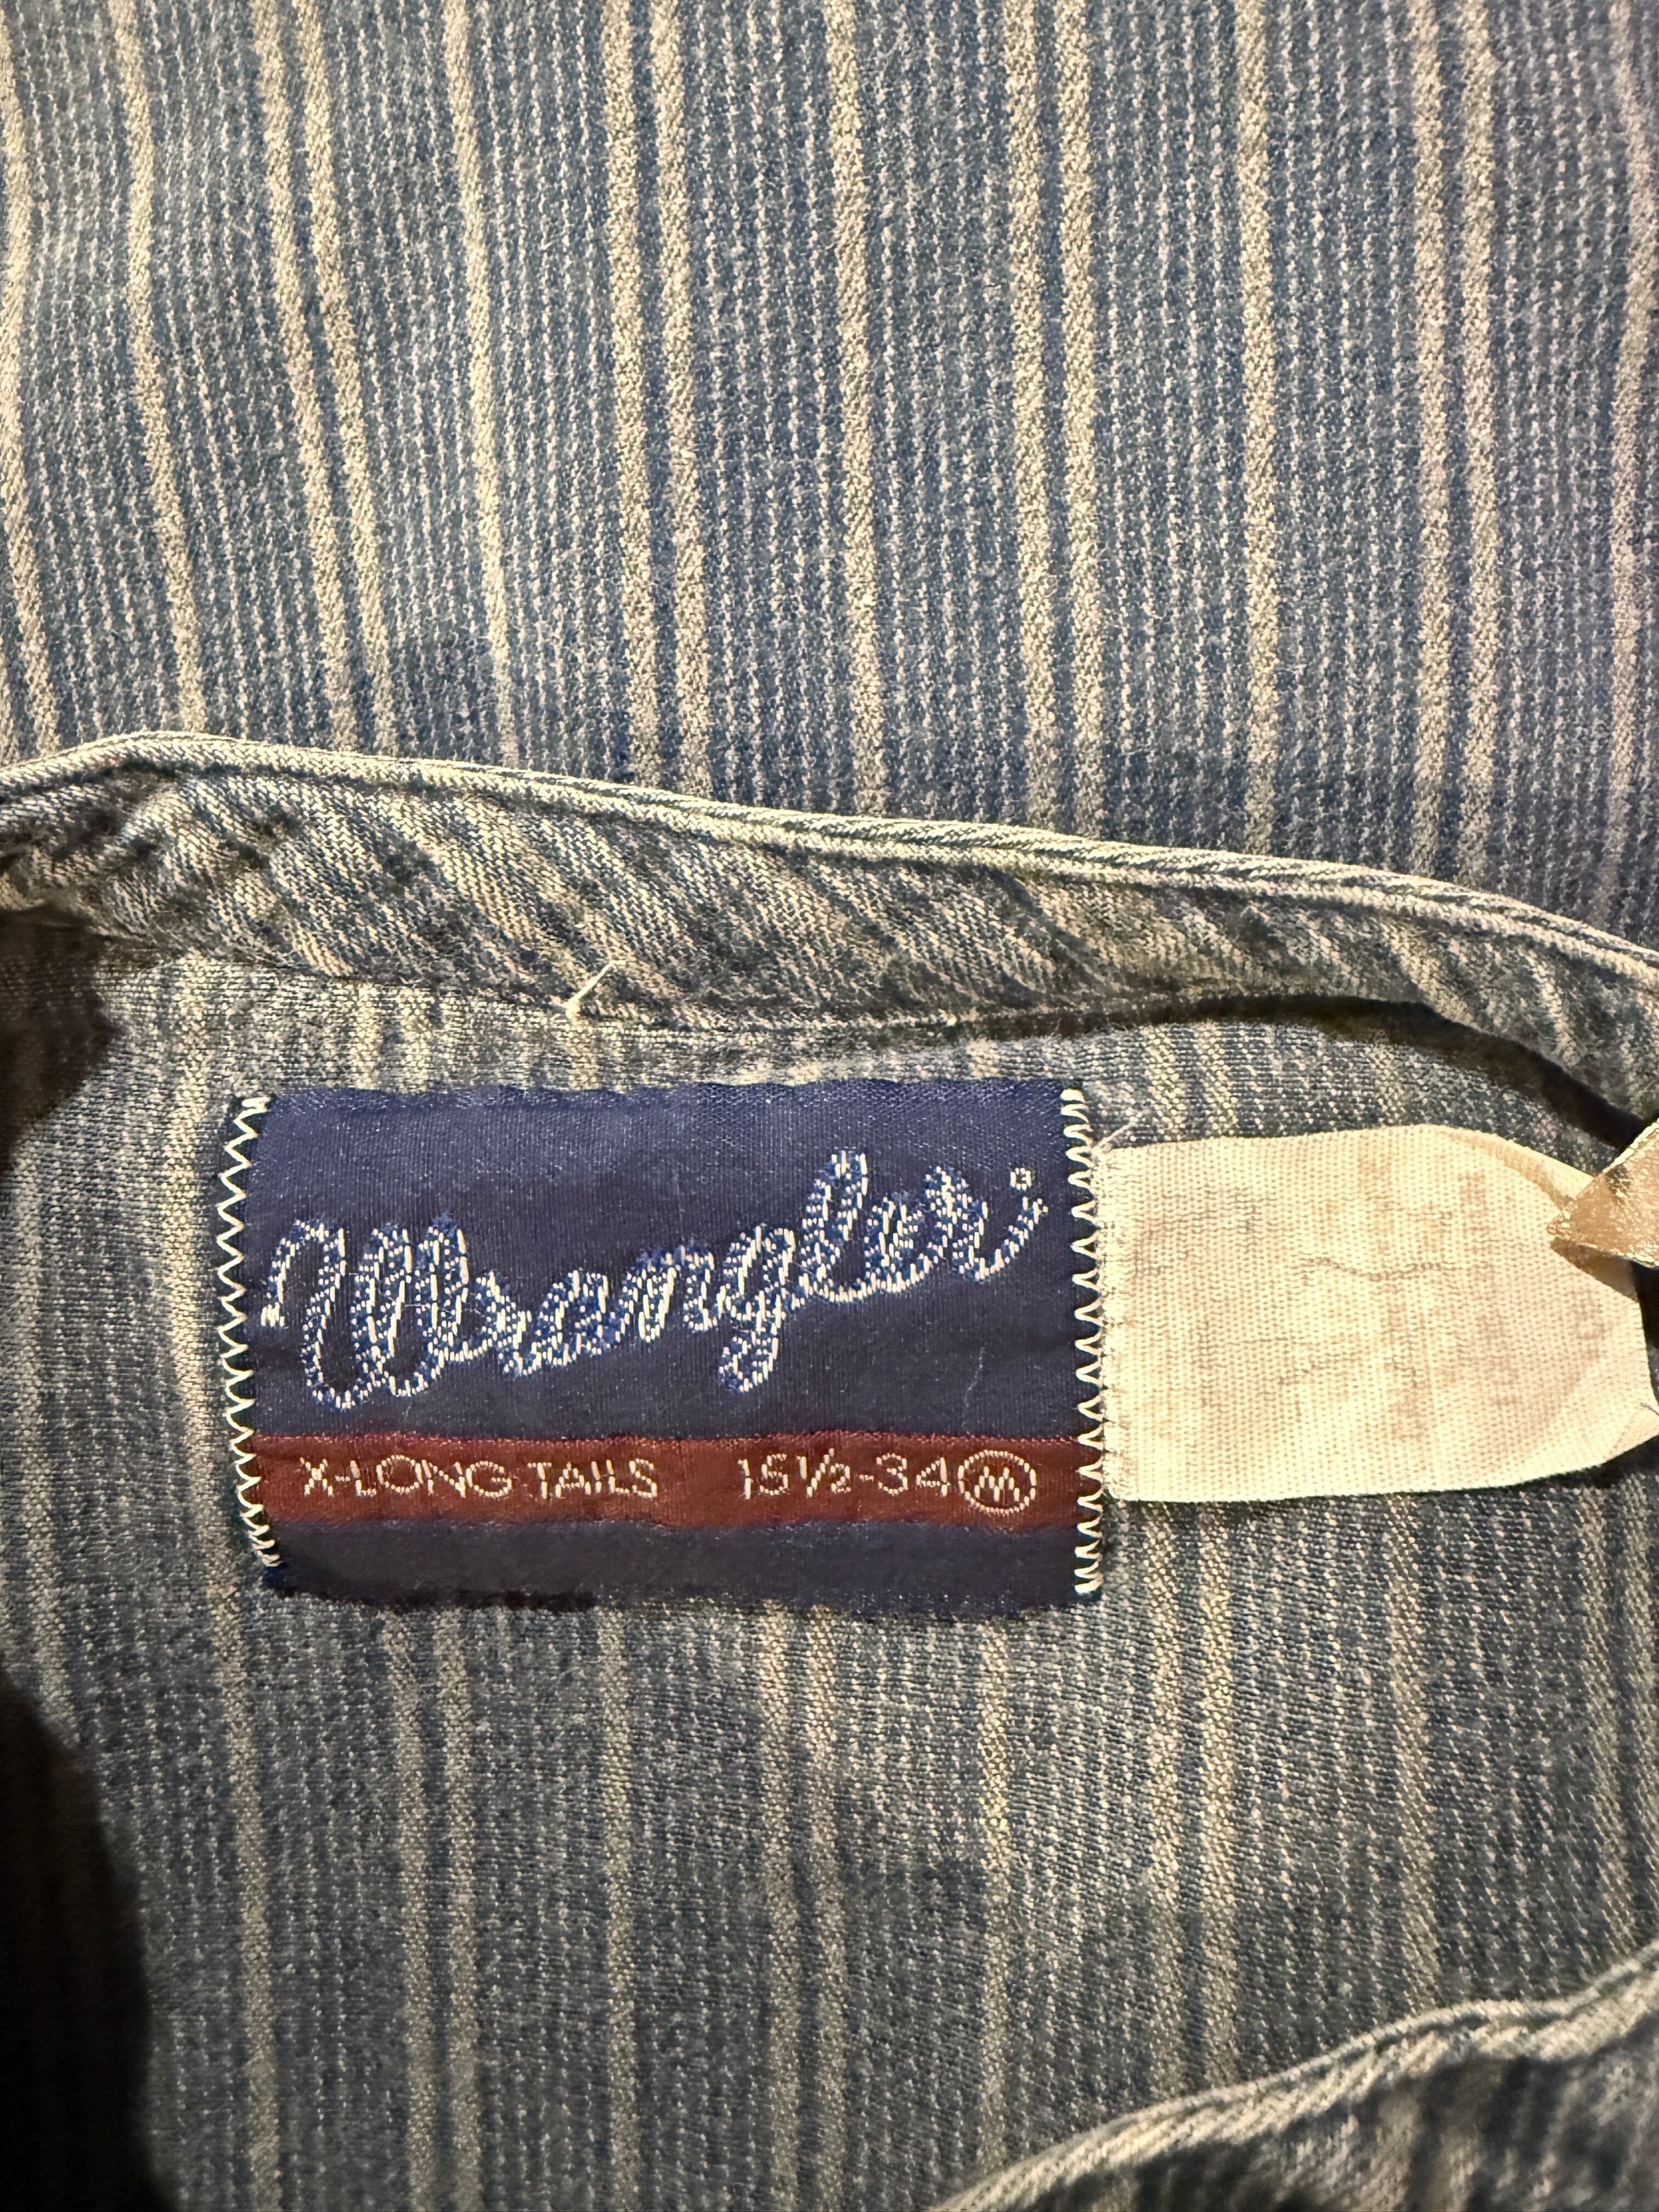 Wrangler®
X-LONG TAILS 15½-34 W